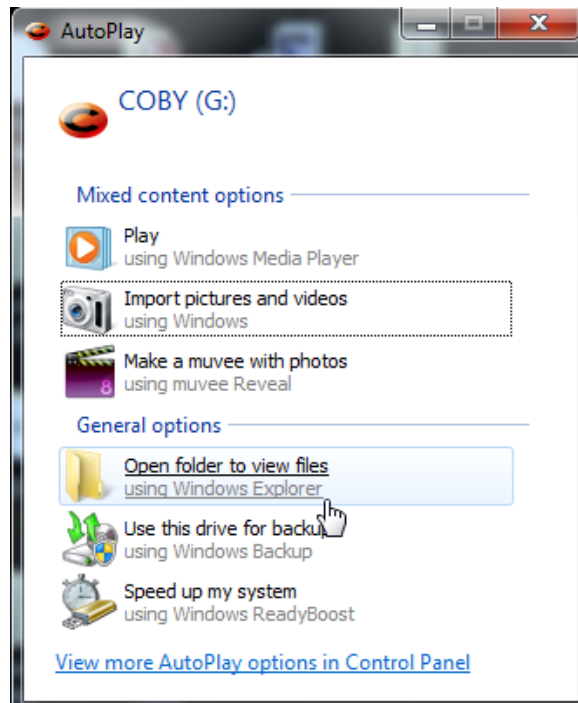 AutoPlay
COBY (G:)
Mixed content options
Play
using Windows Media Player
Import pictures and videos
using Windows
Make a muvee with photos
8
using muvee Reveal
General options
Open folder to view files
using Windows Explorer
Use this drive for backup
using Windows Backup
Speed up my system
using Windows ReadyBoost
View more AutoPlay options in Control Panel